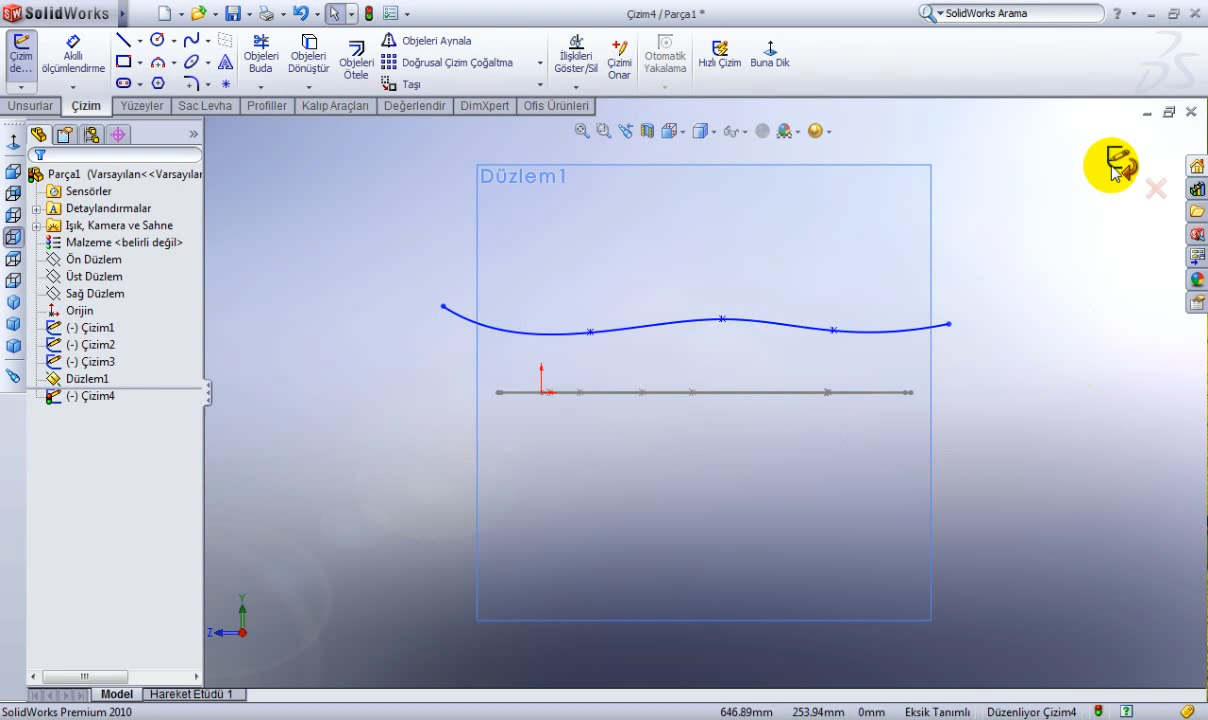 SolidWorks
Çizim4 / Parça1 *
SolidWorks Arama
Çizim
de...
Akıllı
ölçümlendirme
Objeleri
Buda
Objeleri
Dönüştür
Objeleri
Ötele
Objeleri Aynala
Doğrusal Çizim Çoğaltma
Taşı
İlişkileri
Göster/Sil
Çizimi
Onar
Otomatik
Yakalama
Hızlı Çizim
Buna Dik
Unsurlar
Çizim
Yüzeyler
Sac Levha
Profiller
Kalıp Araçları
Değerlendir
DimXpert
Ofis Ürünleri
Parça1 (Varsayılan<<Varsayılar
Sensörler
Detaylandırmalar
Işık, Kamera ve Sahne
Malzeme <belirli değil>
Ön Düzlem
Üst Düzlem
Sağ Düzlem
Orijin
(-) Çizim1
(-) Çizim2
(-) Çizim3
Düzlem1
(-) Çizim4
Düzlem1
Y
Z
Model
Hareket Etüdü 1
SolidWorks Premium 2010
646.89mm
253.94mm
0mm
Eksik Tanımlı
Düzenliyor Çizim4